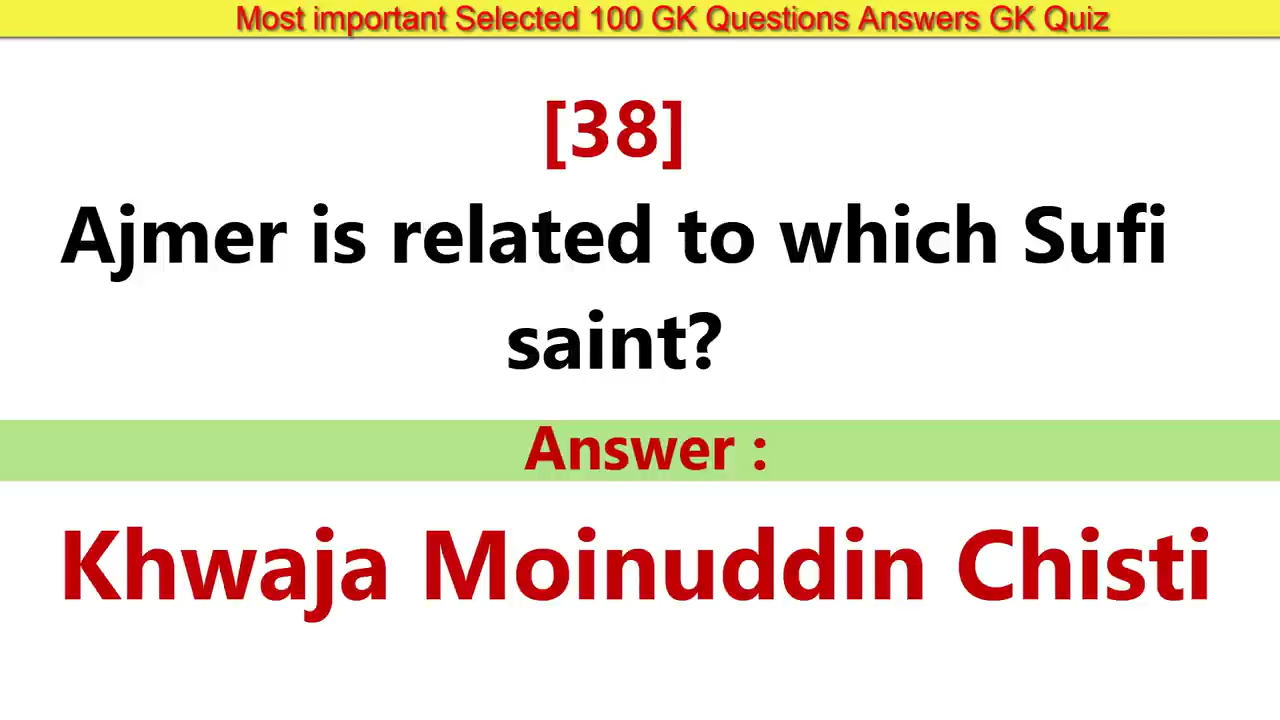 Most important Selected 100 GK Questions Answers GK Quiz
[38]
Ajmer is related to which Sufi
saint?
Answer :
Khwaja Moinuddin Chisti